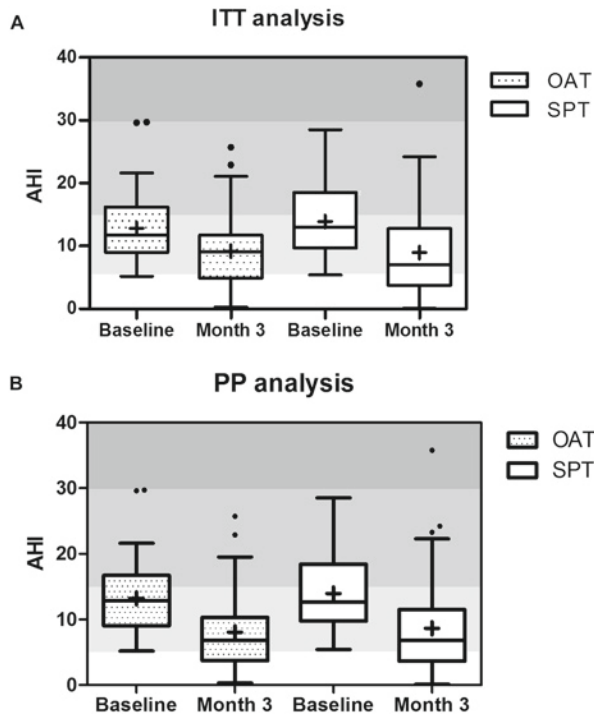 A
ITT analysis
40
30
20
10
0
AHI
Baseline Month 3 Baseline Month 3
OAT
SPT
B
PP analysis
40
30
20
10
0
AHI
Baseline Month 3 Baseline Month 3
OAT
SPT